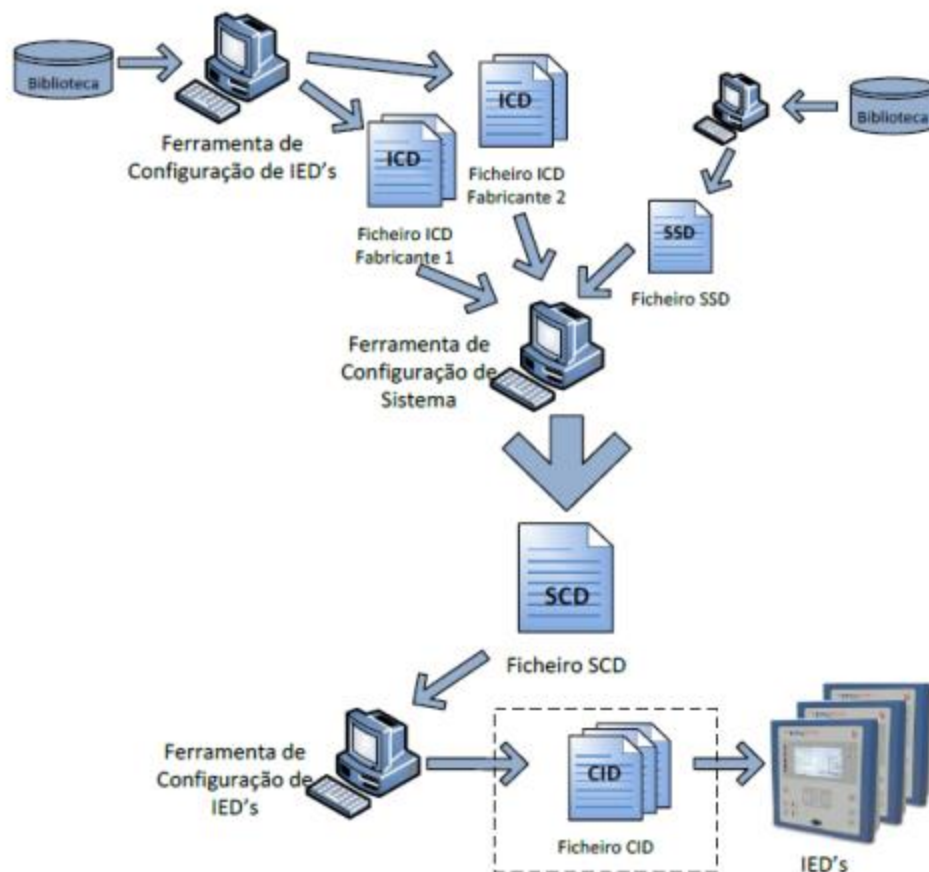 Biblioteca
Ferramenta de
Configuração de IED's
ICD
Ficheiro ICD
Fabricante 1
ICD
Ficheiro ICD
Fabricante 2
Biblioteca
SSD
Ficheiro SSD
Ferramenta de
Configuração de
Sistema
SCD
Ficheiro SCD
Ferramenta de
Configuração de
IED's
CID
Ficheiro CID
IED's